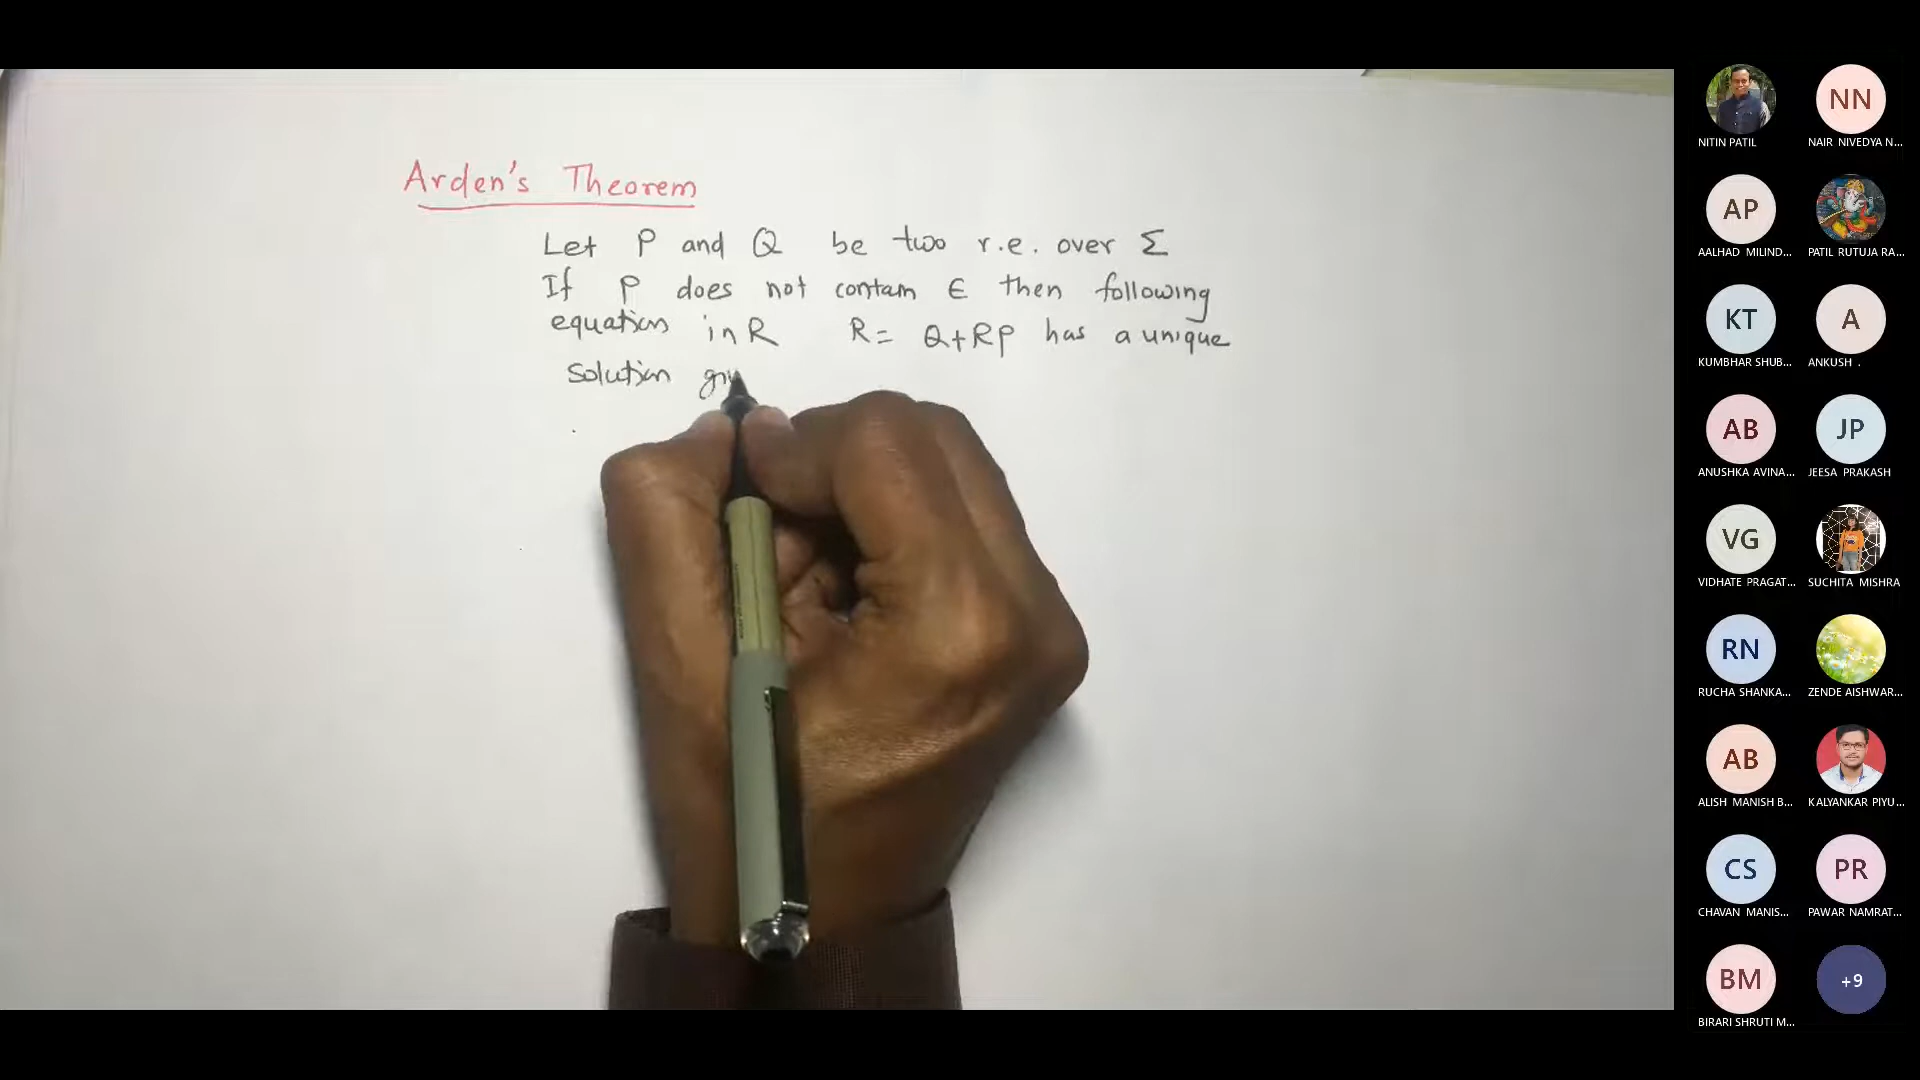 Arden's Theorem
Let P and Q be two r.e. over Σ
If P does not contain ∈ then following
equation in R R = Q+RP has a unique
Solution
NITIN PATIL
NN
NAIR NIVEDYA N...
AP
AALHAD MILIND...
PATIL RUTUJA RA...
KT
KUMBHAR SHUB...
A
ANKUSH .
AB
ANUSHKA AVINA...
JP
JEESA PRAKASH
VG
VIDHATE PRAGAT...
SUCHITA MISHRA
RN
RUCHA SHANKA...
ZENDE AISHWAR...
AB
ALISH MANISH B...
KALYANKAR PIYU...
CS
CHAVAN MANIS...
PR
PAWAR NAMRAT...
BM
BIRARI SHRUTI M...
+9